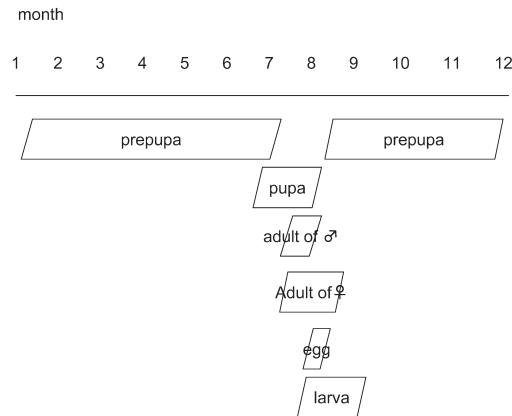 month
1 2 3 4 5 6 7 8 9 10 11 12
prepupa prepupa
pupa
adult of ♂
Adult of ♀
egg
larva